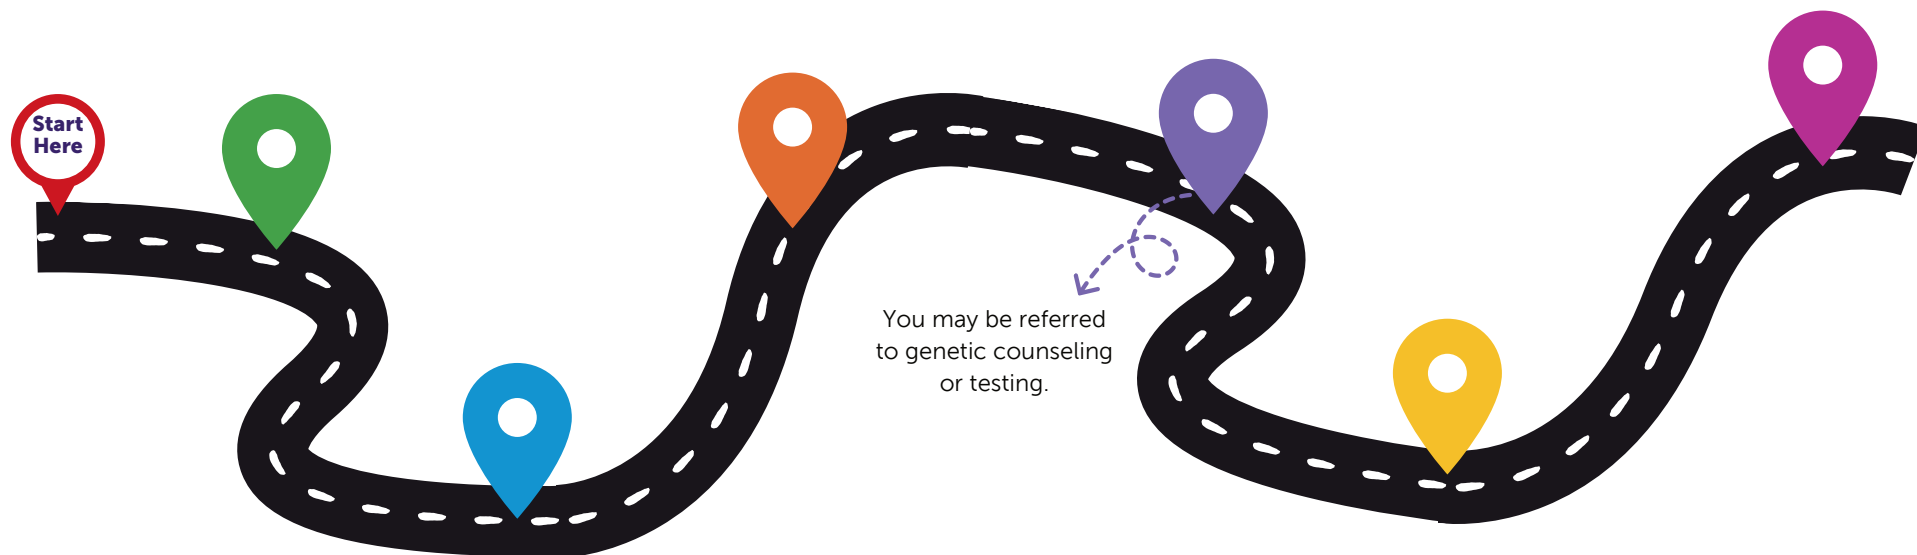 Start
Here
You may be referred
to genetic counseling
or testing.